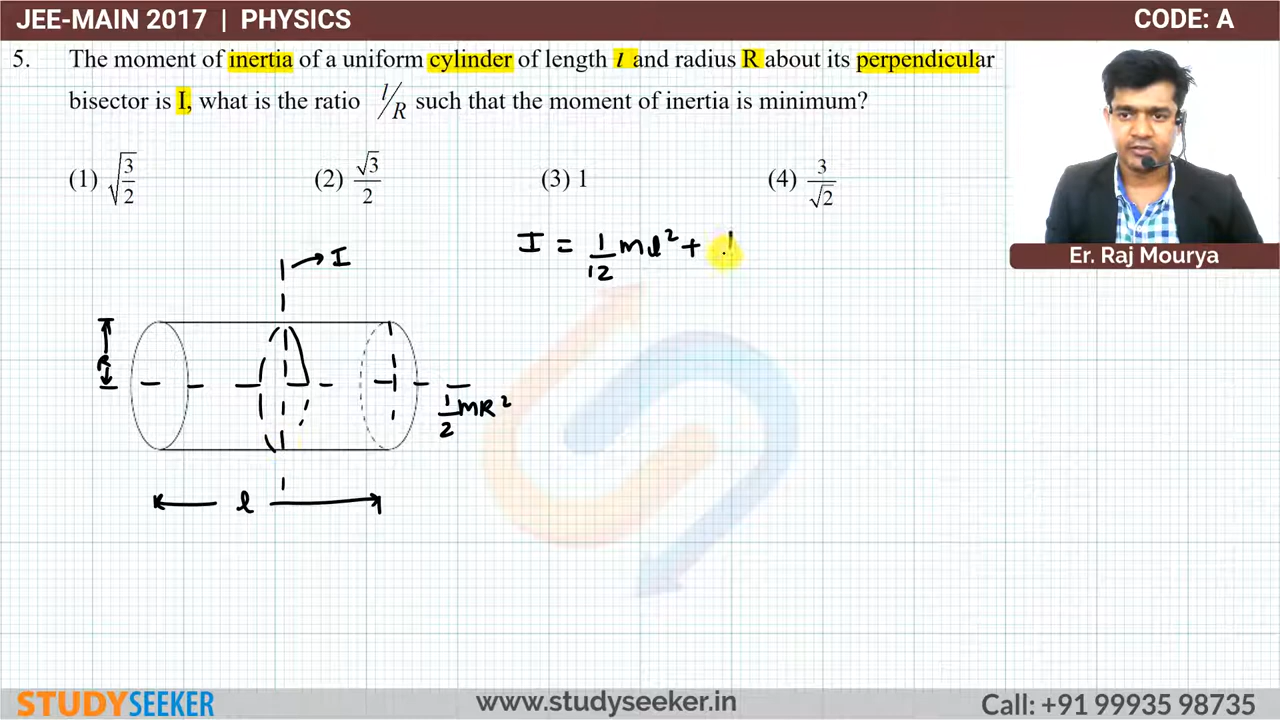 JEE-MAIN 2017 | PHYSICS
CODE: A
5. The moment of inertia of a uniform cylinder of length l and radius R about its perpendicular
bisector is I, what is the ratio l/R such that the moment of inertia is minimum?
(1) √(3/2) (2) √3/2 (3) 1 (4) 3/√2
I = 1/12 ml² + 1
Er. Raj Mourya
I
R
1/2 MR²
l
STUDYSEEKER
www.studyseeker.in
Call: +91 99935 98735